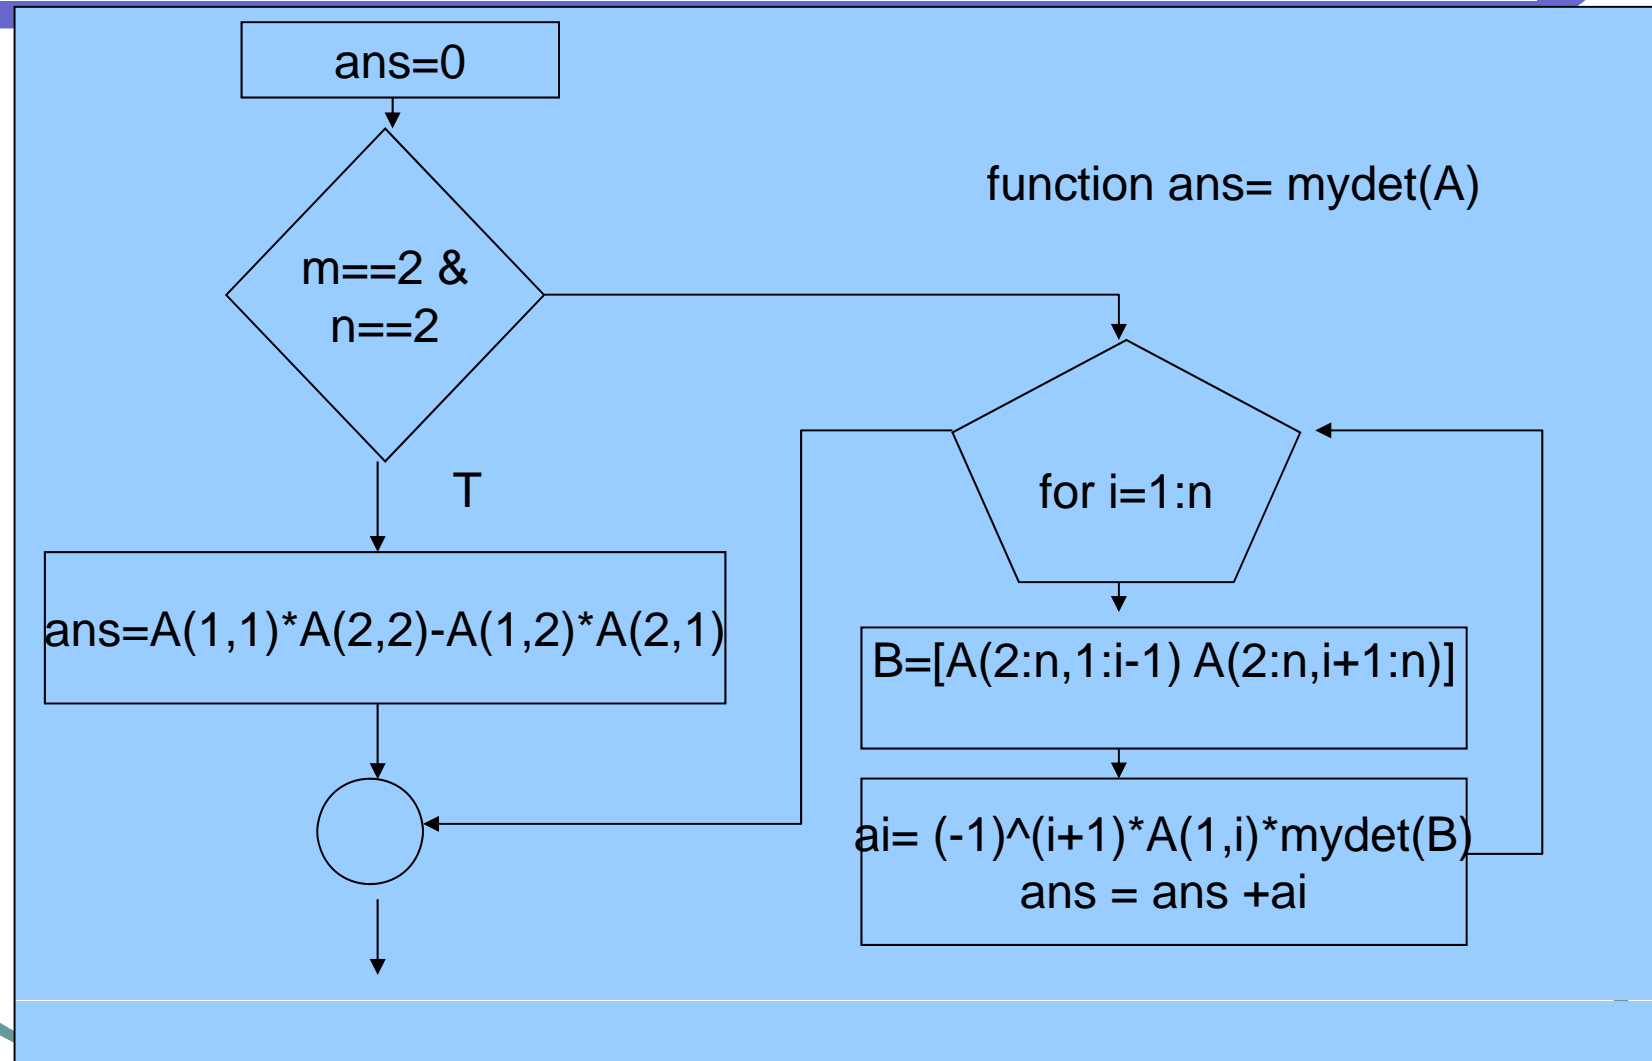 ans=0
function ans= mydet(A)
m==2 &
n==2
T
for i=1:n
ans=A(1,1)*A(2,2)-A(1,2)*A(2,1)
B=[A(2:n,1:i-1) A(2:n,i+1:n)]
ai= (-1)^(i+1)*A(1,i)*mydet(B)
ans = ans +ai